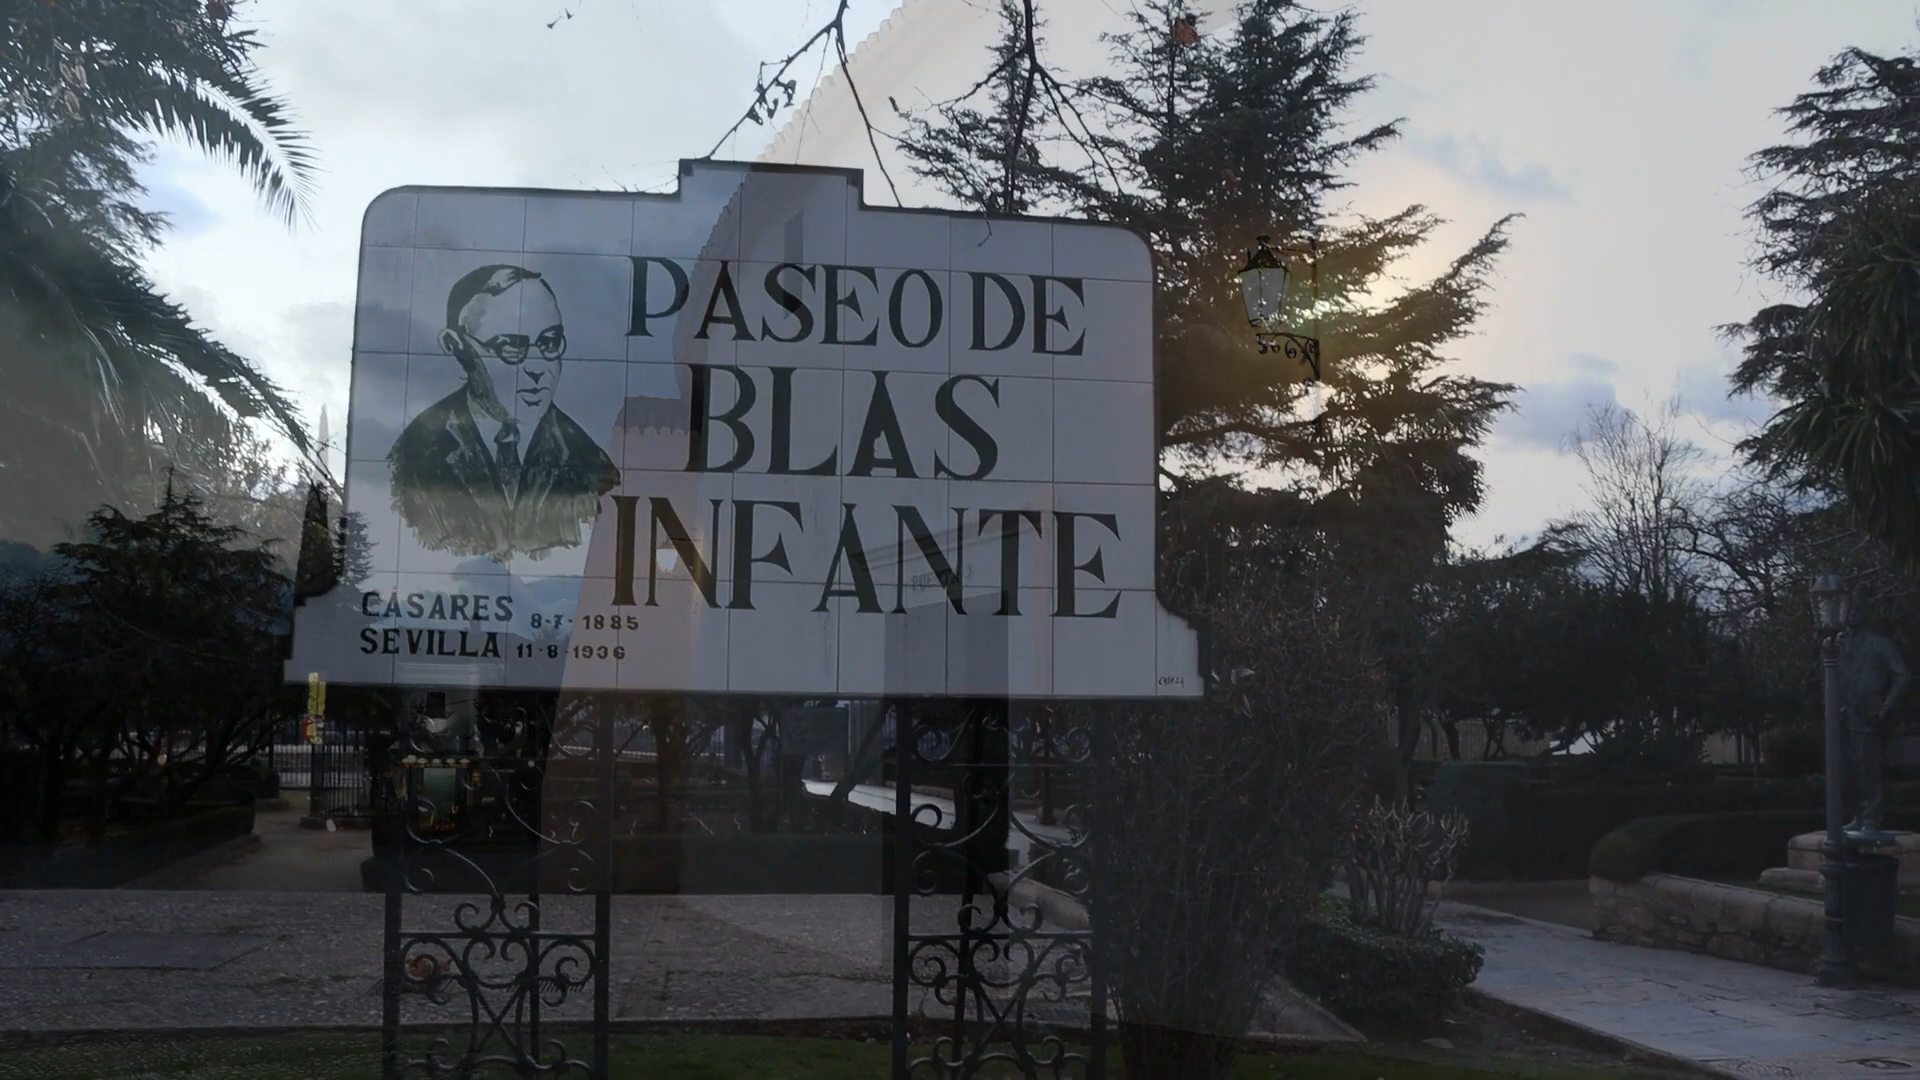 PASEO DE
BLAS
INFANTE
CASARES 8-7-1885
SEVILLA 11-8-1936